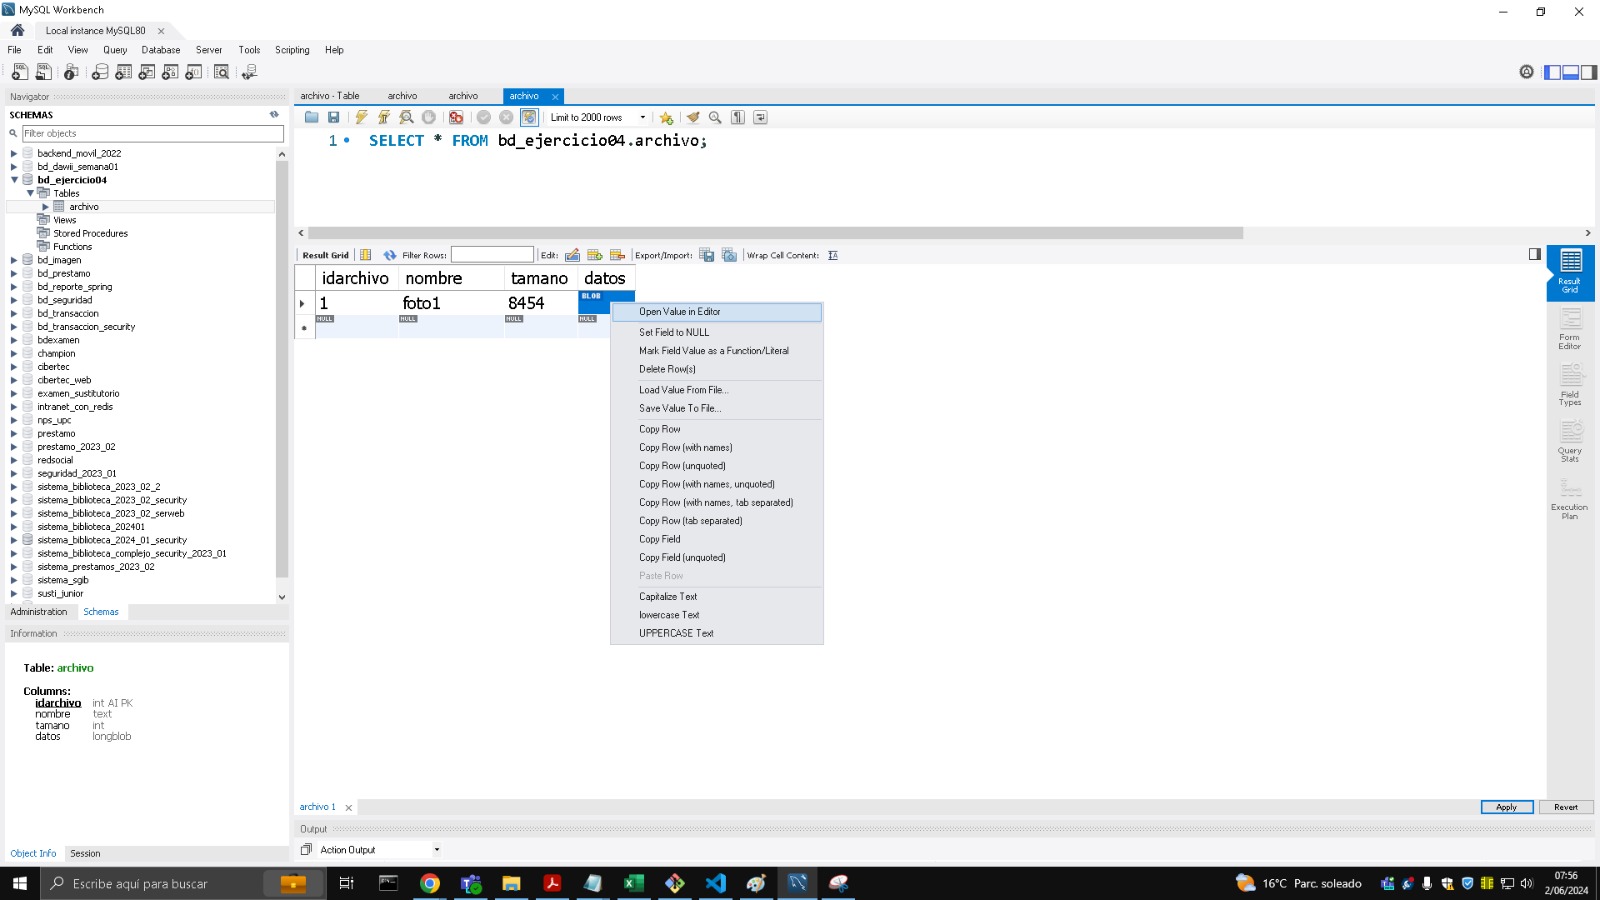 MySQL Workbench
Local instance MySQL80
File Edit View Query Database Server Tools Scripting Help
Navigator
SCHEMAS
Filter objects
backend_movil_2022
bd_dawii_semana01
bd_ejercicio04
Tables
archivo
Views
Stored Procedures
Functions
bd_imagen
bd_prestamo
bd_reporte_spring
bd_seguridad
bd_transaccion
bd_transaccion_security
bdexamen
champion
cibertec
cibertec_web
examen_sustitutorio
intranet_con_redis
nps_upc
prestamo
prestamo_2023_02
redsocial
seguridad_2023_01
sistema_biblioteca_2023_02_2
sistema_biblioteca_2023_02_security
sistema_biblioteca_2023_02_serweb
sistema_biblioteca_202401
sistema_biblioteca_2024_01_security
sistema_biblioteca_complejo_security_2023_01
sistema_prestamos_2023_02
sistema_sgib
susti_junior
Administration Schemas
Information
Table: archivo
Columns:
idarchivo int AI PK
nombre text
tamano int
datos longblob
Object Info Session
archivo - Table archivo archivo archivo
Limit to 2000 rows
1 SELECT * FROM bd_ejercicio04.archivo;
Result Grid Filter Rows: Edit: Export/Import: Wrap Cell Content:
idarchivo nombre tamano datos
1 foto1 8454 BLOB
NULL NULL NULL NULL
Open Value in Editor
Set Field to NULL
Mark Field Value as a Function/Literal
Delete Row(s)
Load Value From File...
Save Value To File...
Copy Row
Copy Row (with names)
Copy Row (unquoted)
Copy Row (with names, unquoted)
Copy Row (with names, tab separated)
Copy Row (tab separated)
Copy Field
Copy Field (unquoted)
Paste Row
Capitalize Text
lowercase Text
UPPERCASE Text
Result
Grid
Form
Editor
Field
Types
Query
Stats
Execution
Plan
archivo 1
Apply Revert
Output
Action Output
Escribe aquí para buscar
16°C Parc. soleado
07:56
2/06/2024